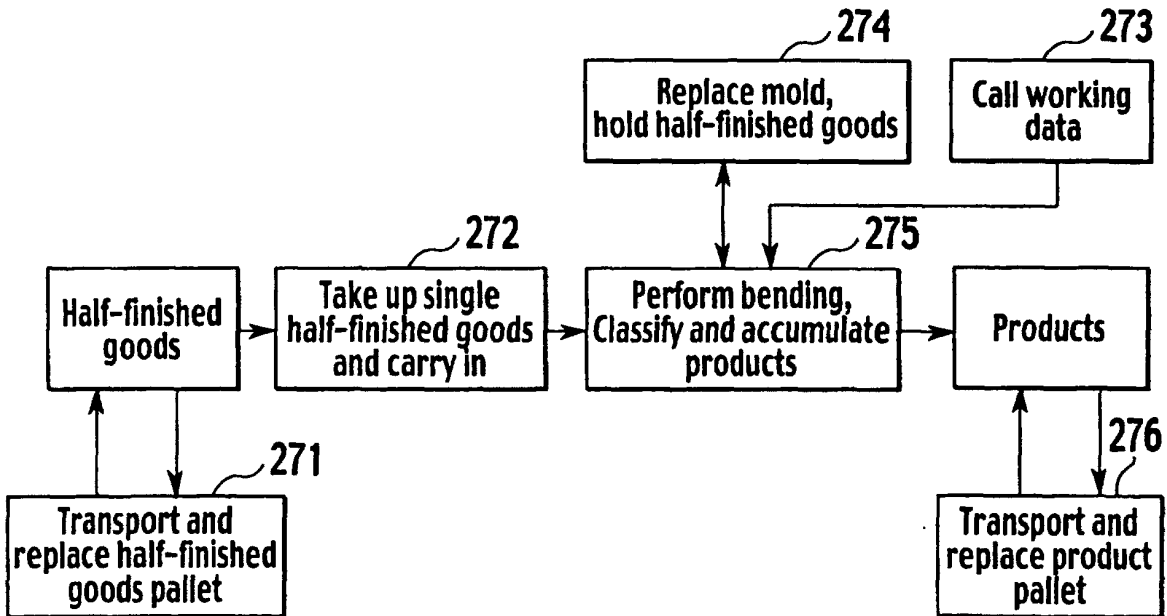 274
Replace mold,
hold half-finished goods
273
Call working
data
Half-finished
goods
272
Take up single
half-finished goods
and carry in
275
Perform bending,
Classify and accumulate
products
Products
271
Transport and
replace half-finished
goods pallet
276
Transport and
replace product
pallet